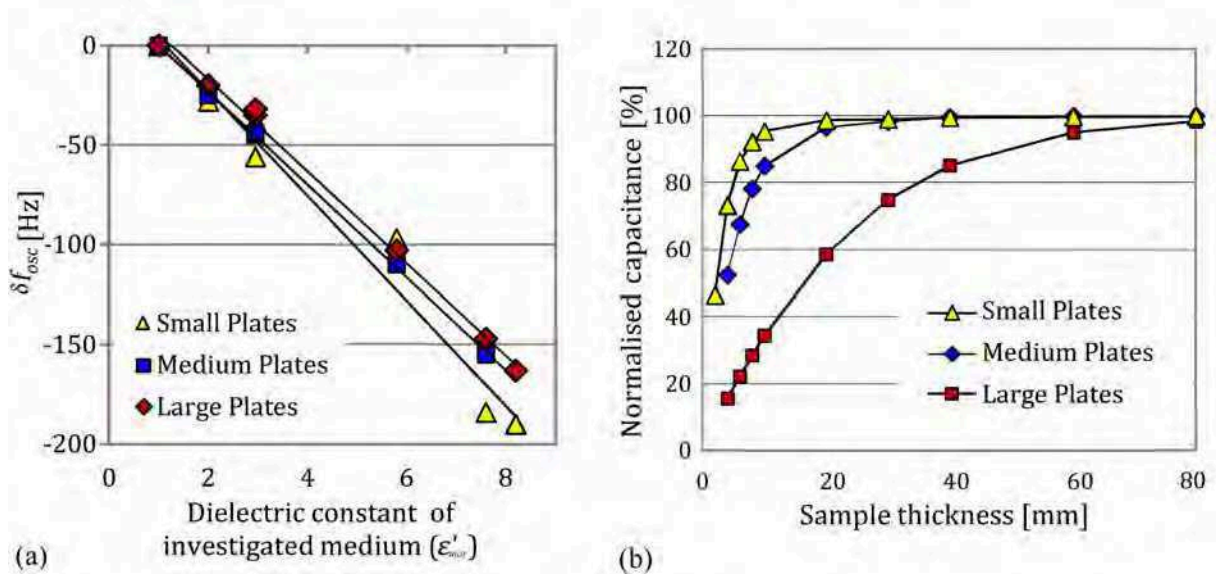 0
-50
-100
-150
-200
δf_osc [Hz]
Small Plates
Medium Plates
Large Plates
0 2 4 6 8
Dielectric constant of
investigated medium (ε'
)
(a)
120
100
80
60
40
20
0
Normalised capacitance [%]
Small Plates
Medium Plates
Large Plates
0 20 40 60 80
Sample thickness [mm]
(b)